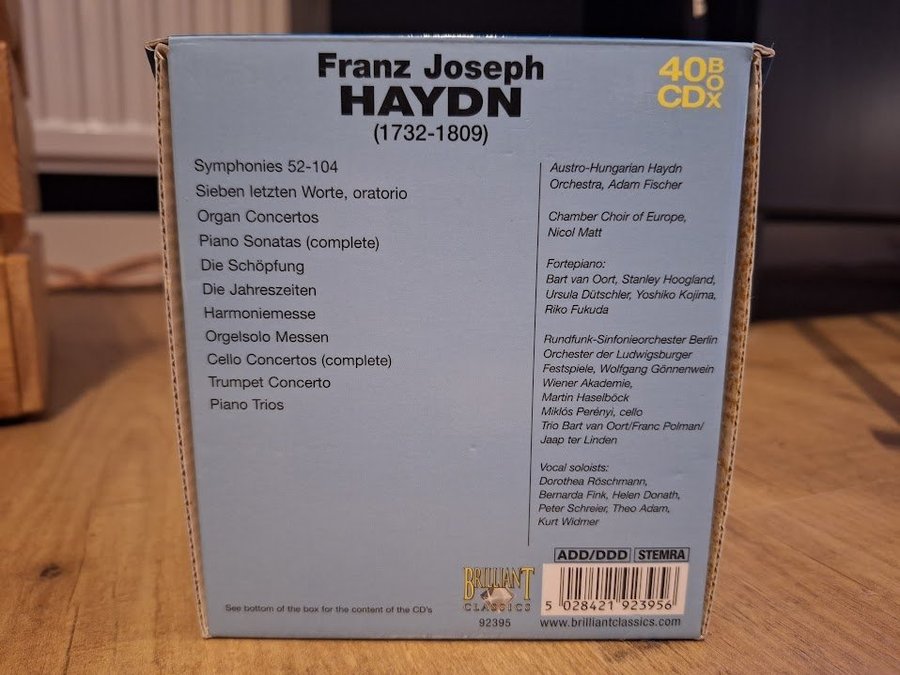 Franz Joseph
HAYDN
(1732-1809)
40 BOX
CD
Symphonies 52-104
Sieben letzten Worte, oratorio
Organ Concertos
Piano Sonatas (complete)
Die Schöpfung
Die Jahreszeiten
Harmoniemesse
Orgelsolo Messen
Cello Concertos (complete)
Trumpet Concerto
Piano Trios
Austro-Hungarian Haydn
Orchestra, Adam Fischer
Chamber Choir of Europe,
Nicol Matt
Fortepiano:
Bart van Oort, Stanley Hoogland,
Ursula Dütschler, Yoshiko Kojima,
Riko Fukuda
Rundfunk-Sinfonieorchester Berlin
Orchester der Ludwigsburger
Festspiele, Wolfgang Gönnenwein
Wiener Akademie,
Martin Haselböck
Miklós Perényi, cello
Trio Bart van Oort/Franc Polman/
Jaap ter Linden
Vocal soloists:
Dorothea Röschmann,
Bernarda Fink, Helen Donath,
Peter Schreier, Theo Adam,
Kurt Widmer
ADD/DDD STEMRA
BRILLIANT
CLASSICS
92395
5 028421 923956
www.brilliantclassics.com
See bottom of the box for the content of the CD's